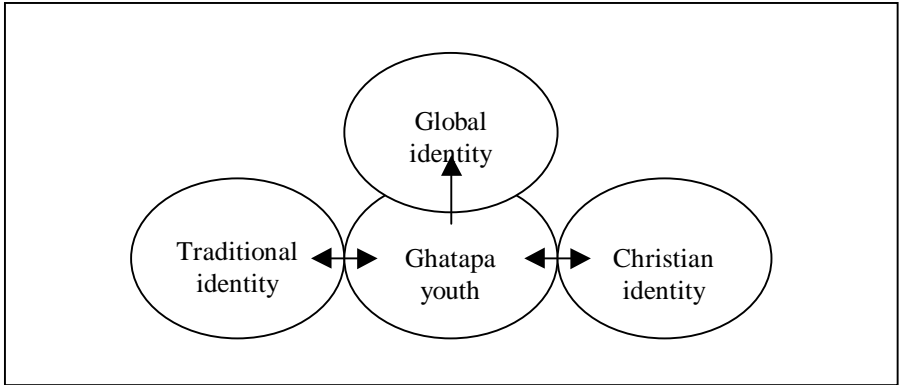 Global
identity
Traditional
identity
Ghatapa
youth
Christian
identity